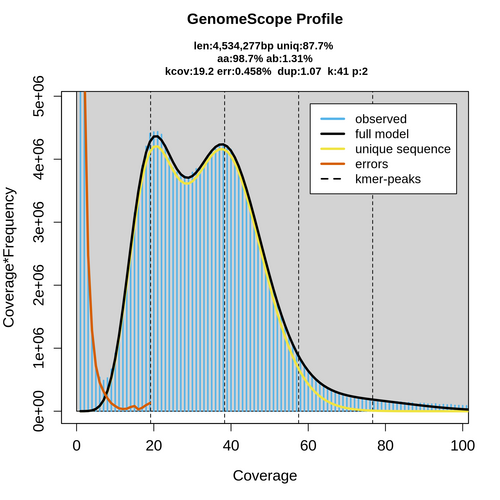 GenomeScope Profile
len:4,534,277bp uniq:87.7%
aa:98.7% ab:1.31%
kcov:19.2 err:0.458% dup:1.07 k:41 p:2
Coverage*Frequency
5e+06
4e+06
3e+06
2e+06
1e+06
0e+00
observed
full model
unique sequence
errors
kmer-peaks
0 20 40 60 80 100
Coverage